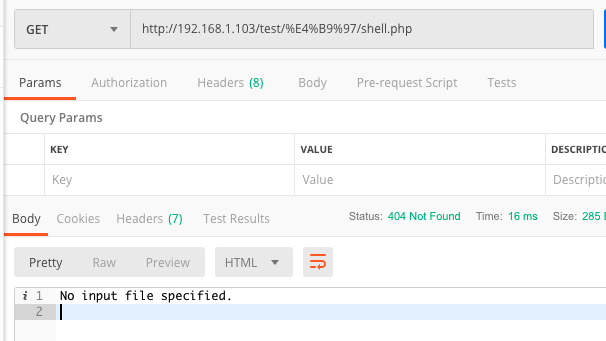 GET http://192.168.1.103/test/%E4%B9%97/shell.php
Params Authorization Headers (8) Body Pre-request Script Tests
Query Params
KEY VALUE DESCRIPTIO
Key Value Descriptio
Body Cookies Headers (7) Test Results Status: 404 Not Found Time: 16 ms Size: 285 B
Pretty Raw Preview HTML
i 1 No input file specified.
2